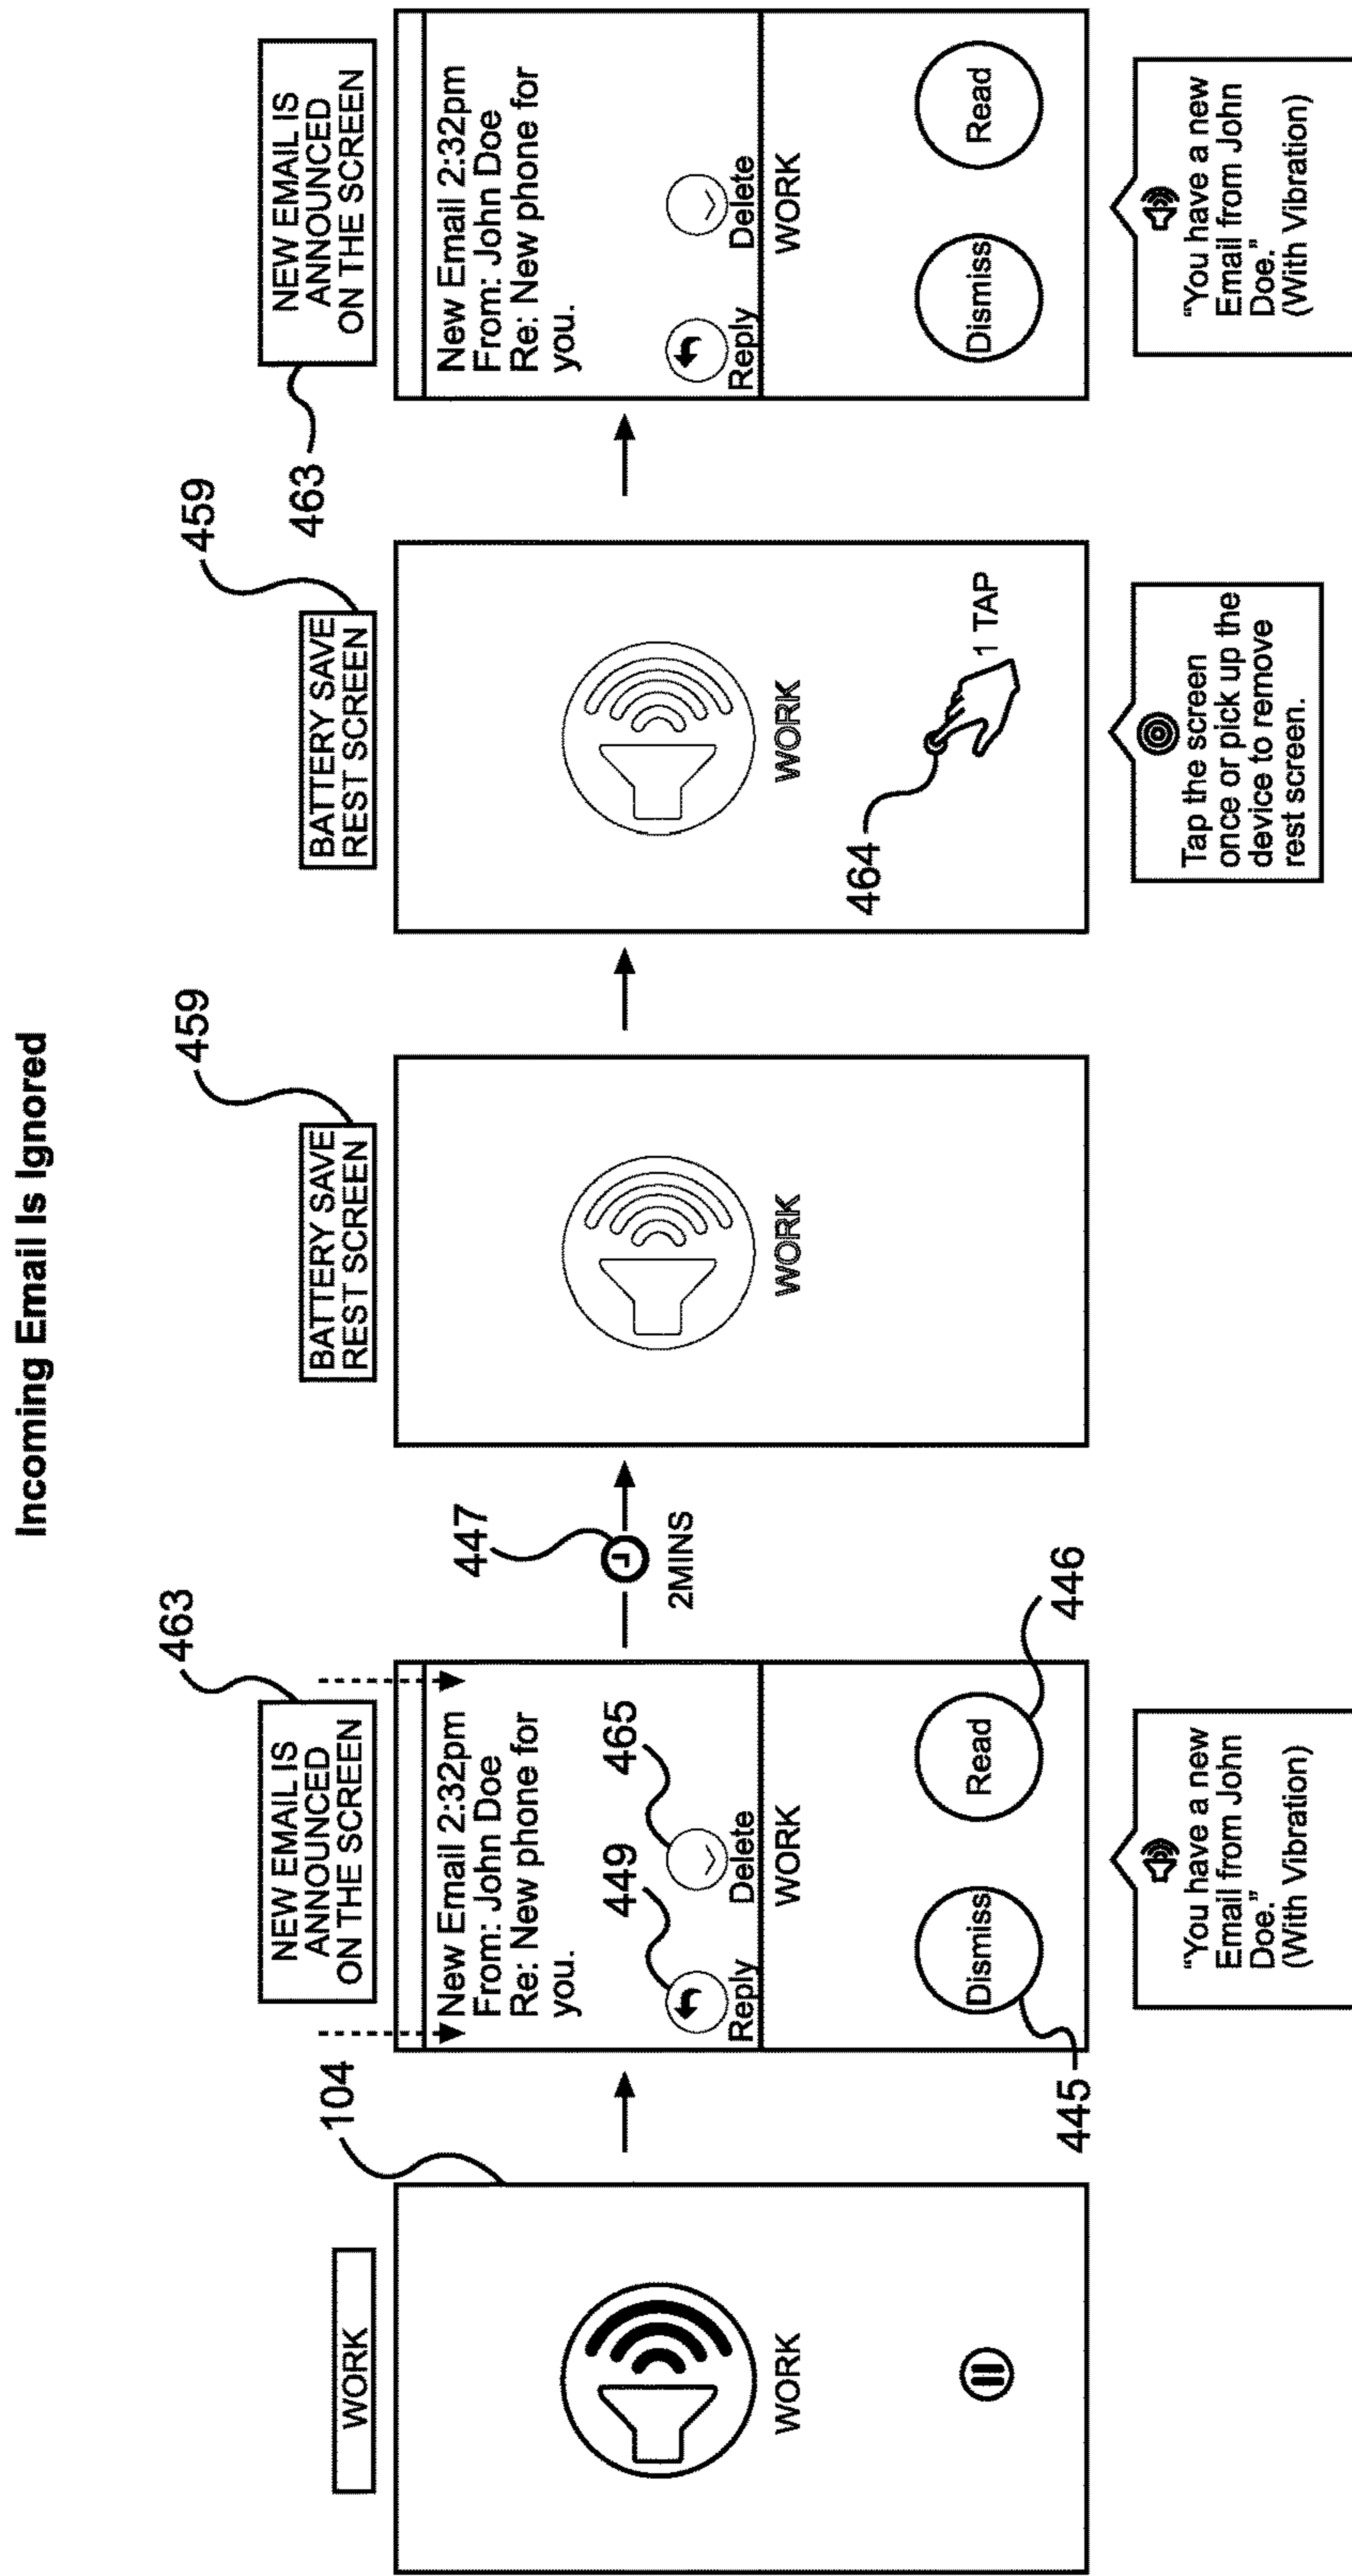 Incoming Email Is Ignored
WORK
104
WORK
463
NEW EMAIL IS
ANNOUNCED
ON THE SCREEN
New Email 2:32pm
From: John Doe
Re: New phone for
you.
449
465
Reply
Delete
WORK
Dismiss
Read
445
446
"You have a new
Email from John
Doe."
(With Vibration)
447
2MINS
459
BATTERY SAVE
REST SCREEN
WORK
459
BATTERY SAVE
REST SCREEN
WORK
464
1 TAP
Tap the screen
once or pick up the
device to remove
rest screen.
463
NEW EMAIL IS
ANNOUNCED
ON THE SCREEN
New Email 2:32pm
From: John Doe
Re: New phone for
you.
Reply
Delete
WORK
Dismiss
Read
"You have a new
Email from John
Doe."
(With Vibration)